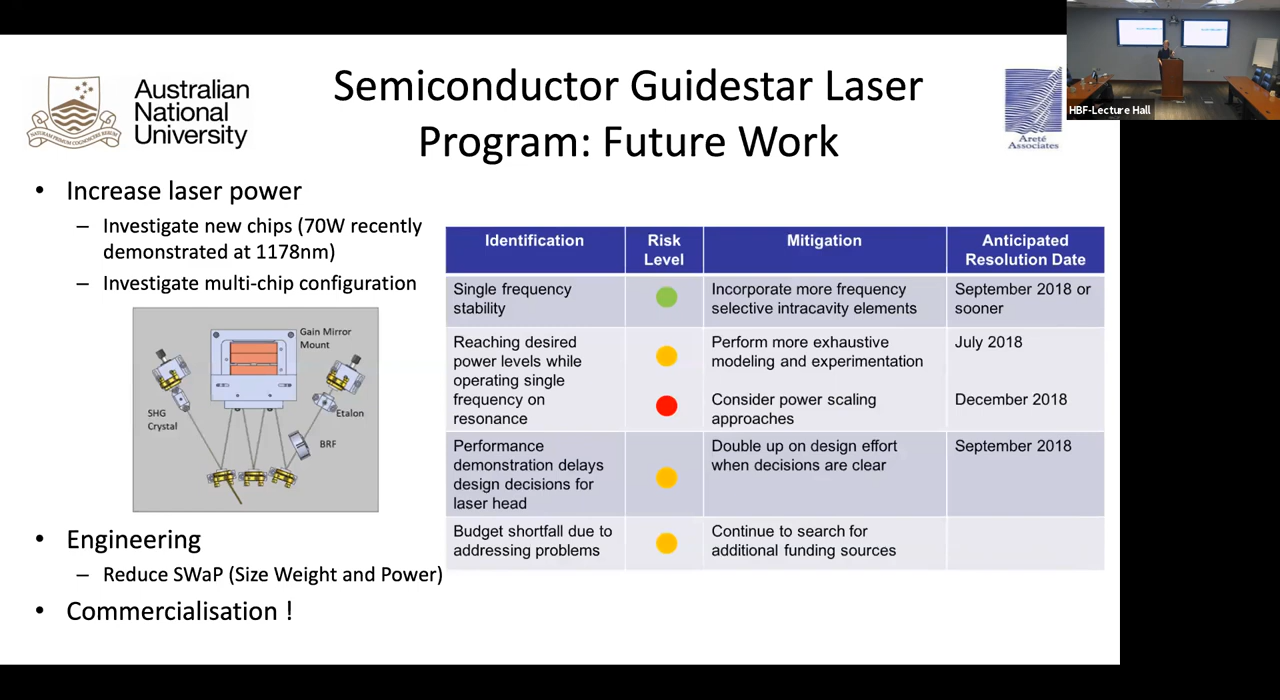 Australian
National
University
Semiconductor Guidestar Laser
Program: Future Work
Areté
Associates
HBF-Lecture Hall
• Increase laser power
– Investigate new chips (70W recently
demonstrated at 1178nm)
– Investigate multi-chip configuration
Gain Mirror
Mount
SHG
Crystal
Etalon
BRF
• Engineering
– Reduce SWaP (Size Weight and Power)
• Commercialisation !
Identification
Risk
Level
Mitigation
Anticipated
Resolution Date
Single frequency
stability
Incorporate more frequency
selective intracavity elements
September 2018 or
sooner
Reaching desired
power levels while
operating single
frequency on
resonance
Perform more exhaustive
modeling and experimentation
July 2018
Consider power scaling
approaches
December 2018
Performance
demonstration delays
design decisions for
laser head
Double up on design effort
when decisions are clear
September 2018
Budget shortfall due to
addressing problems
Continue to search for
additional funding sources